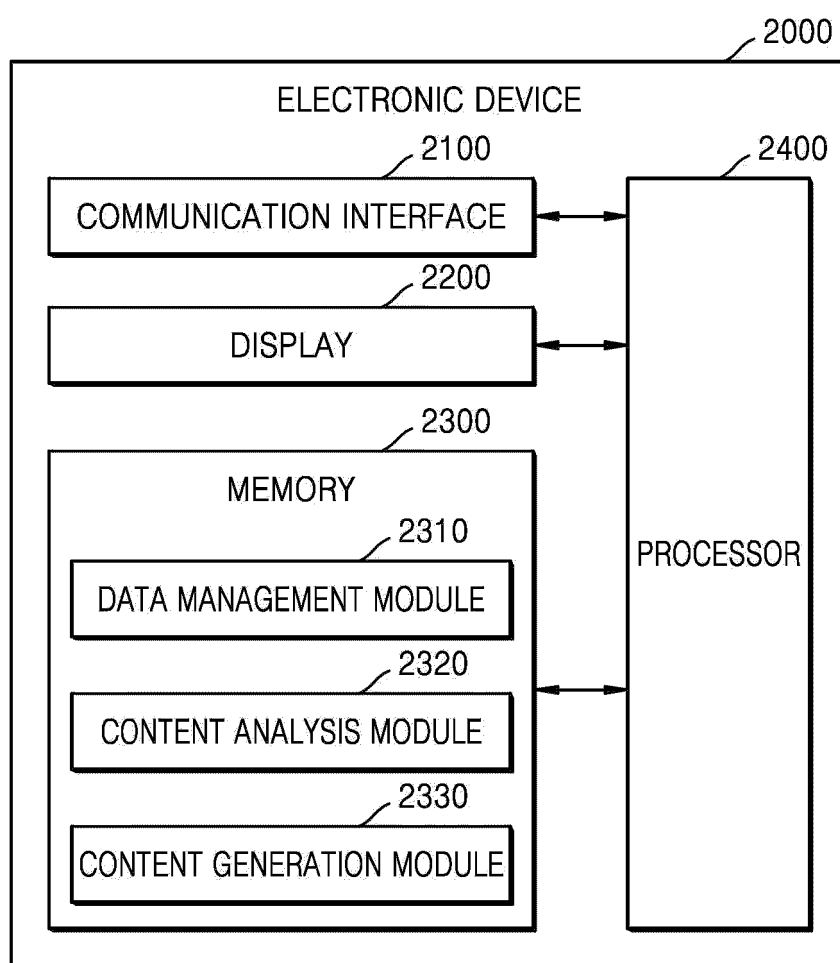 2000
ELECTRONIC DEVICE
2100
COMMUNICATION INTERFACE
2200
DISPLAY
2300
MEMORY
2310
DATA MANAGEMENT MODULE
2320
CONTENT ANALYSIS MODULE
2330
CONTENT GENERATION MODULE
2400
PROCESSOR